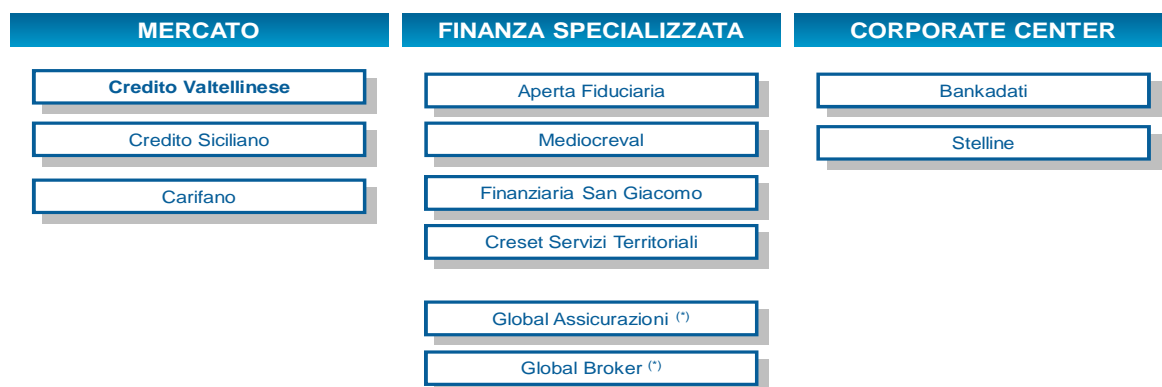 MERCATO
Credito Valtellinese
Credito Siciliano
Carifano
FINANZA SPECIALIZZATA
Aperta Fiduciaria
Mediocreval
Finanziaria San Giacomo
Creset Servizi Territoriali
Global Assicurazioni (*)
Global Broker (*)
CORPORATE CENTER
Bankadati
Stelline